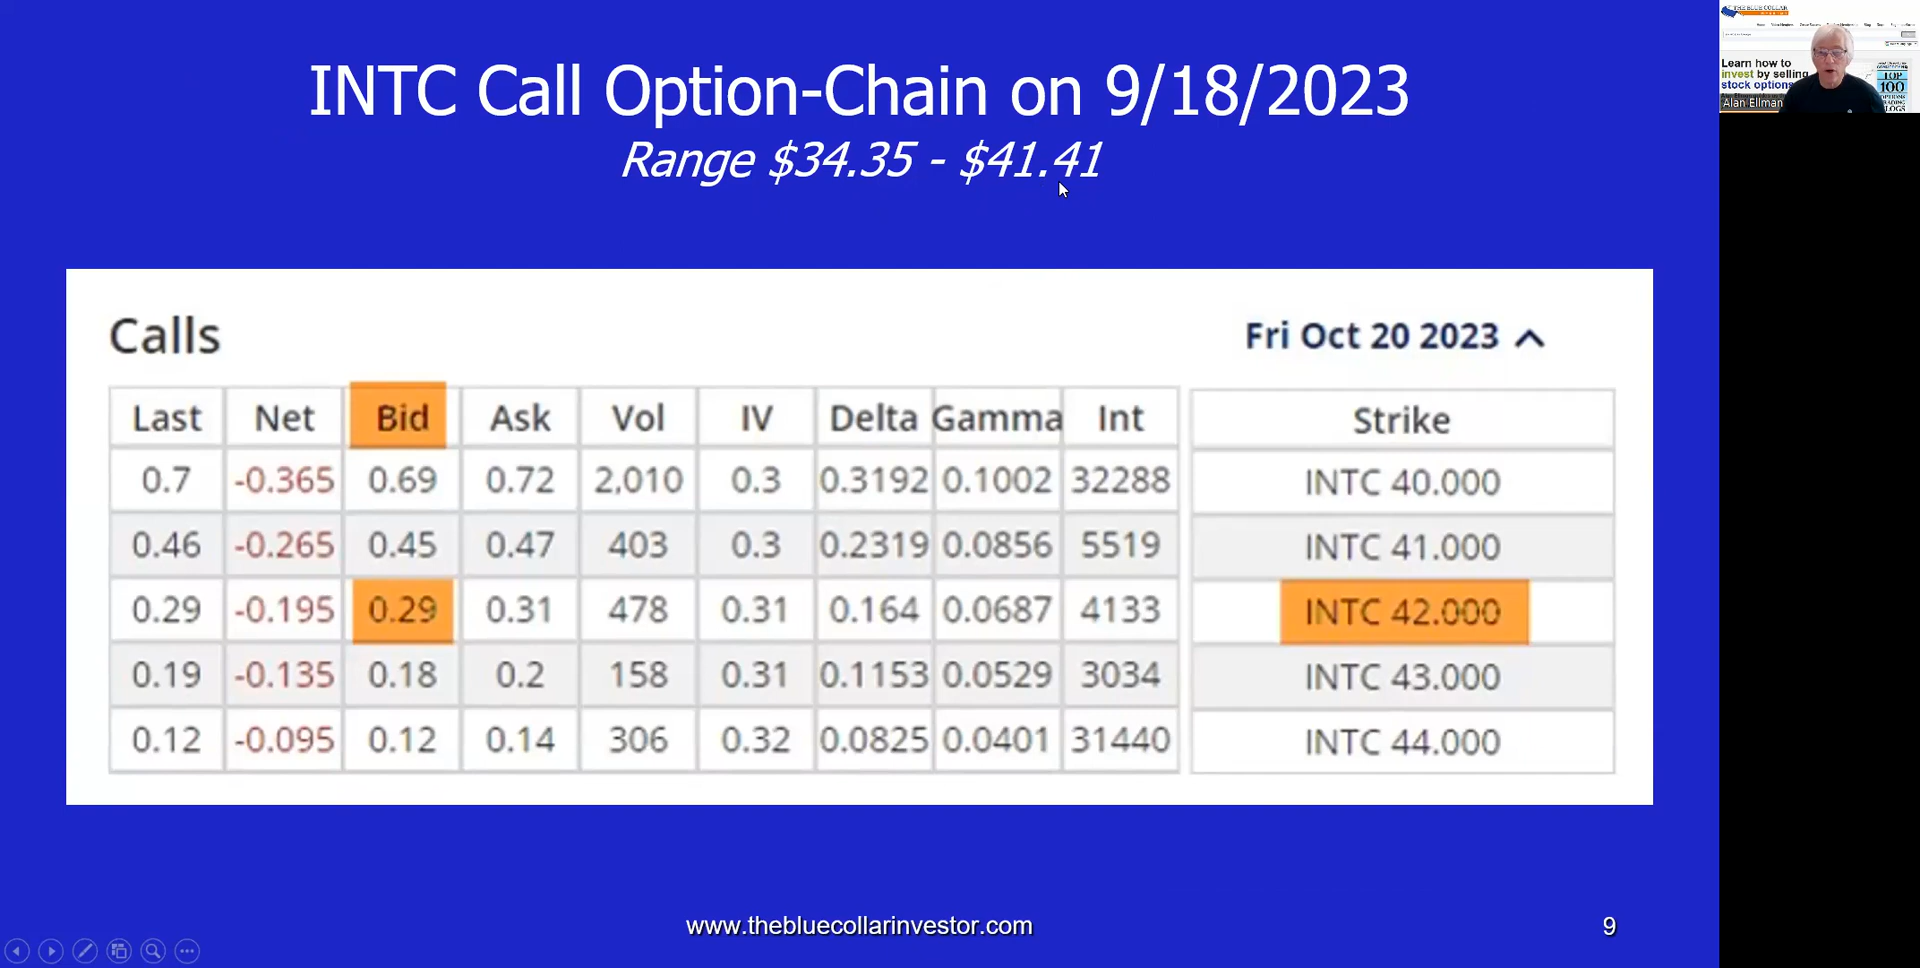 INTC Call Option-Chain on 9/18/2023
Range $34.35 - $41.41
Calls
Fri Oct 20 2023
Last Net Bid Ask Vol IV Delta Gamma Int Strike
0.7 -0.365 0.69 0.72 2,010 0.3 0.3192 0.1002 32288 INTC 40.000
0.46 -0.265 0.45 0.47 403 0.3 0.2319 0.0856 5519 INTC 41.000
0.29 -0.195 0.29 0.31 478 0.31 0.164 0.0687 4133 INTC 42.000
0.19 -0.135 0.18 0.2 158 0.31 0.1153 0.0529 3034 INTC 43.000
0.12 -0.095 0.12 0.14 306 0.32 0.0825 0.0401 31440 INTC 44.000
www.thebluecollarinvestor.com
9
THE BLUE COLLAR
Learn how to
invest by selling
stock options
Alan Ellman
TOP
100